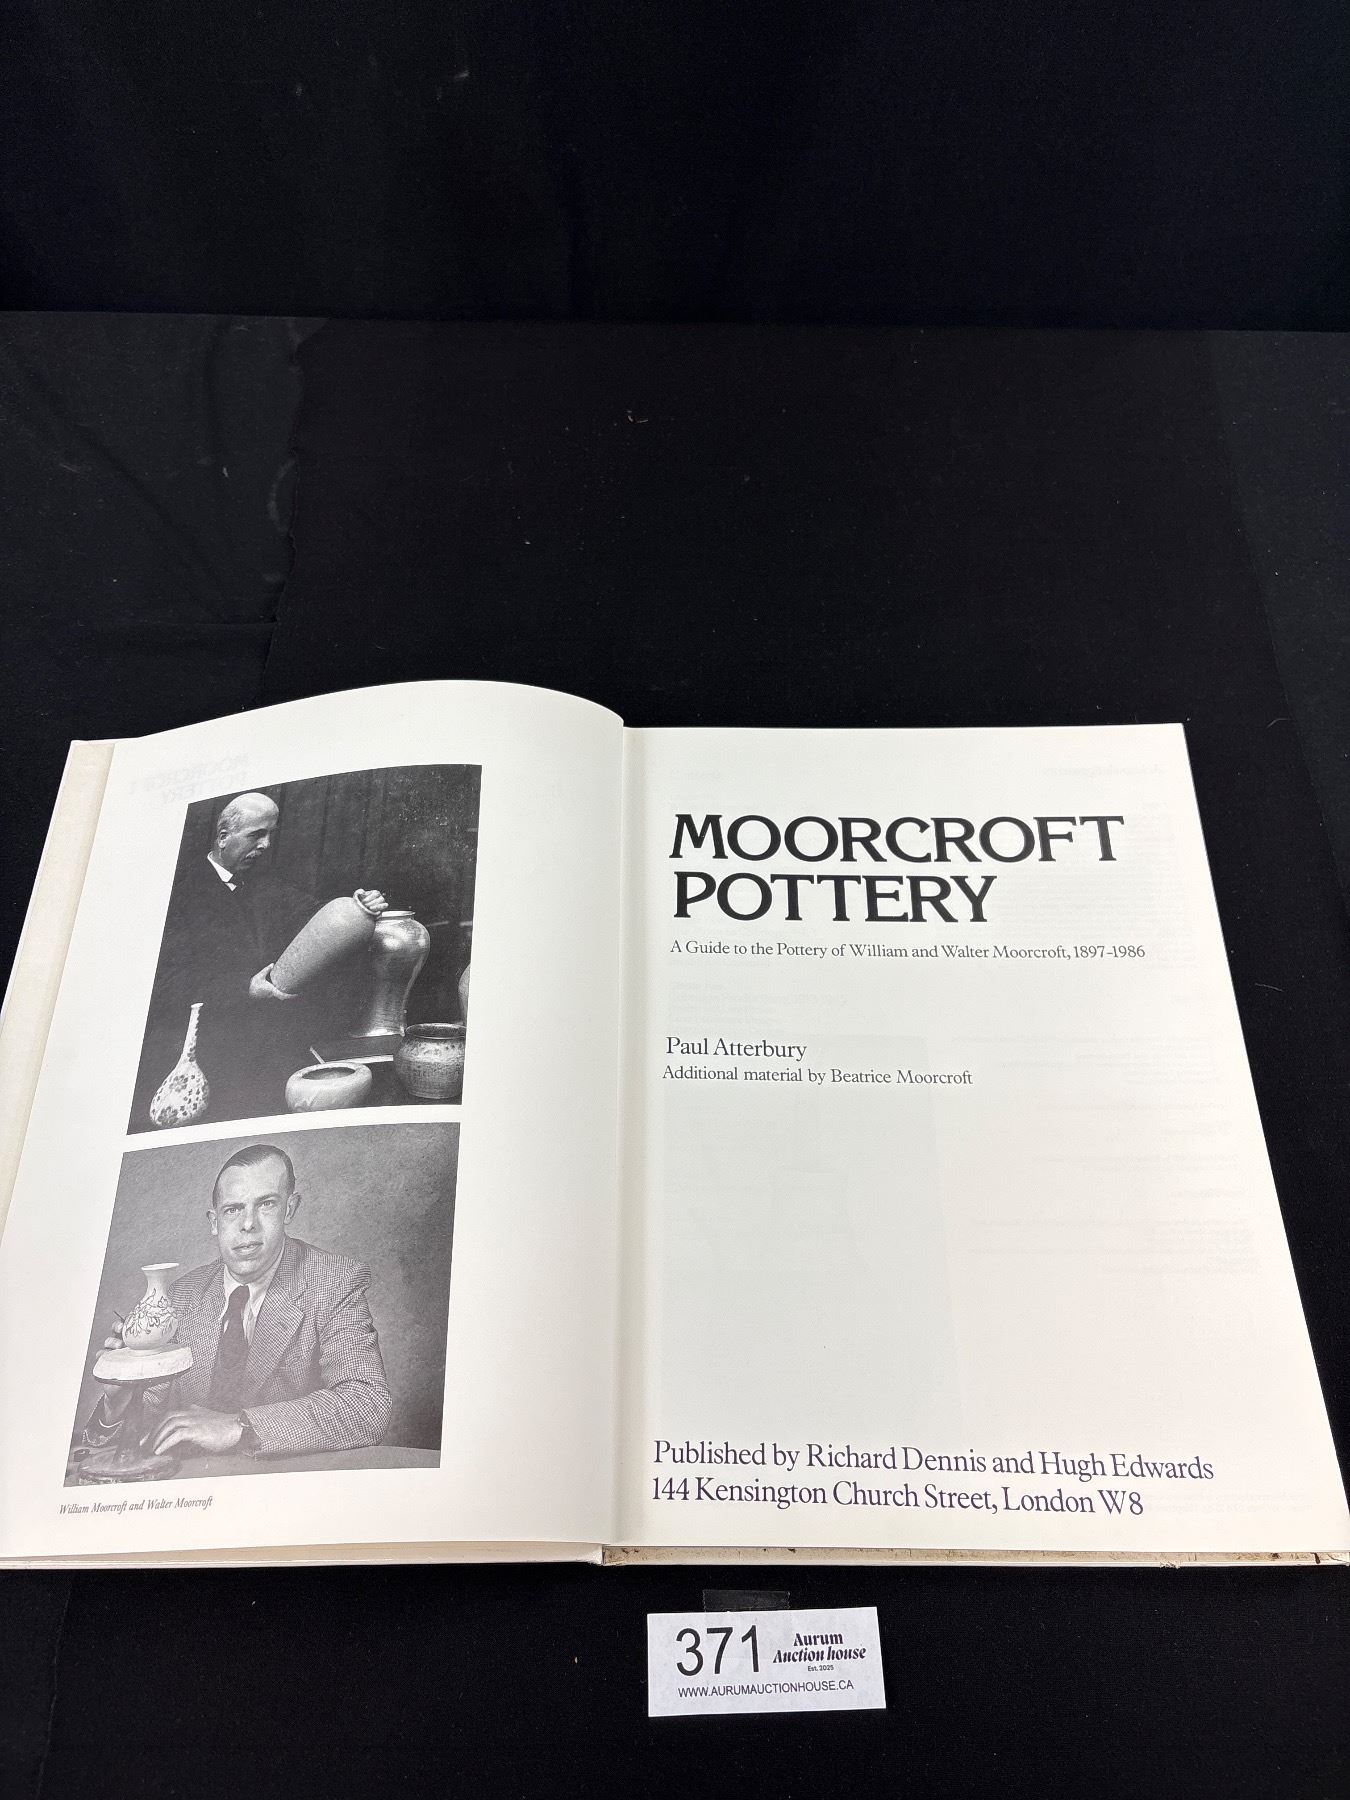 William Moorcroft and Walter Moorcroft
MOORCROFT
POTTERY
A Guide to the Pottery of William and Walter Moorcroft, 1897-1986
Paul Atterbury
Additional material by Beatrice Moorcroft
Published by Richard Dennis and Hugh Edwards
144 Kensington Church Street, London W8
371
Aurum
Auction house
Est. 2025
WWW.AURUMAUCTIONHOUSE.CA